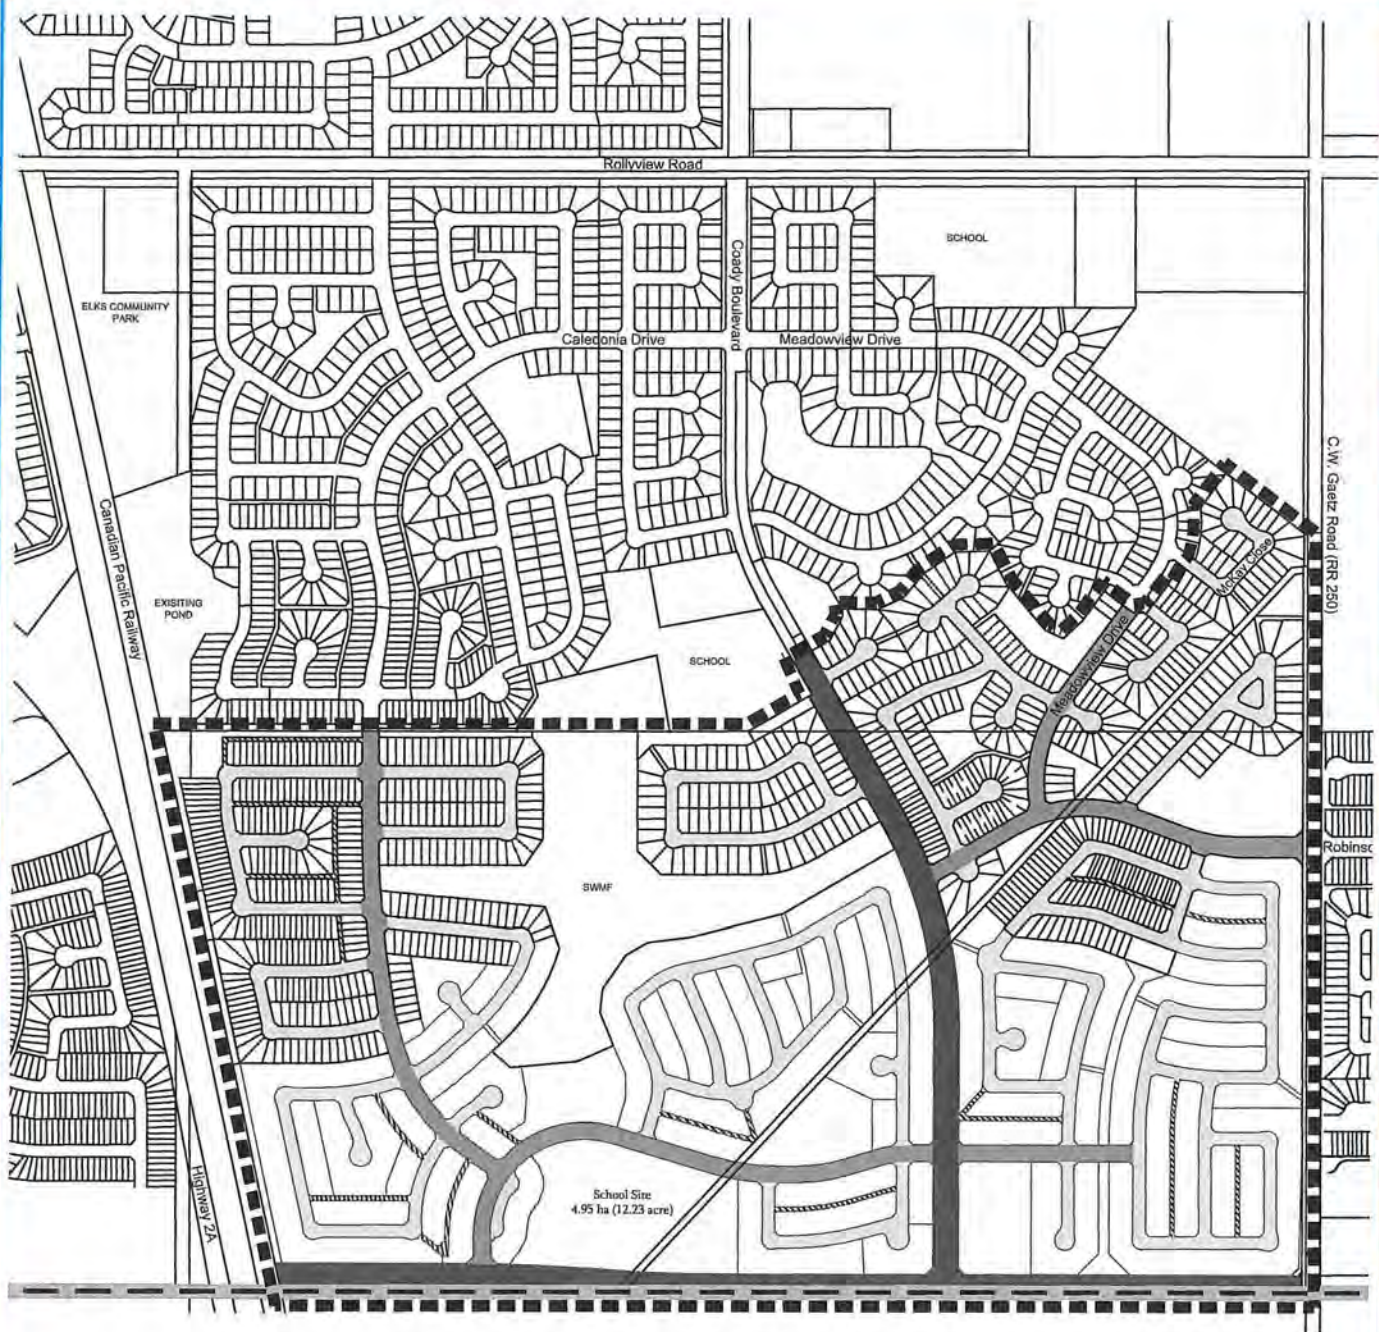 Rollyview Road
SCHOOL
Coady Boulevard
ELKS COMMUNITY
PARK
Caledonia Drive
Meadowview Drive
C.W. Gaetz Road (RR 250)
Canadian Pacific Railway
McKay Close
EXISITING
POND
Meadowview Drive
SCHOOL
Robinso
SWMF
Highway 2A
School Site
4.95 ha (12.23 acre)